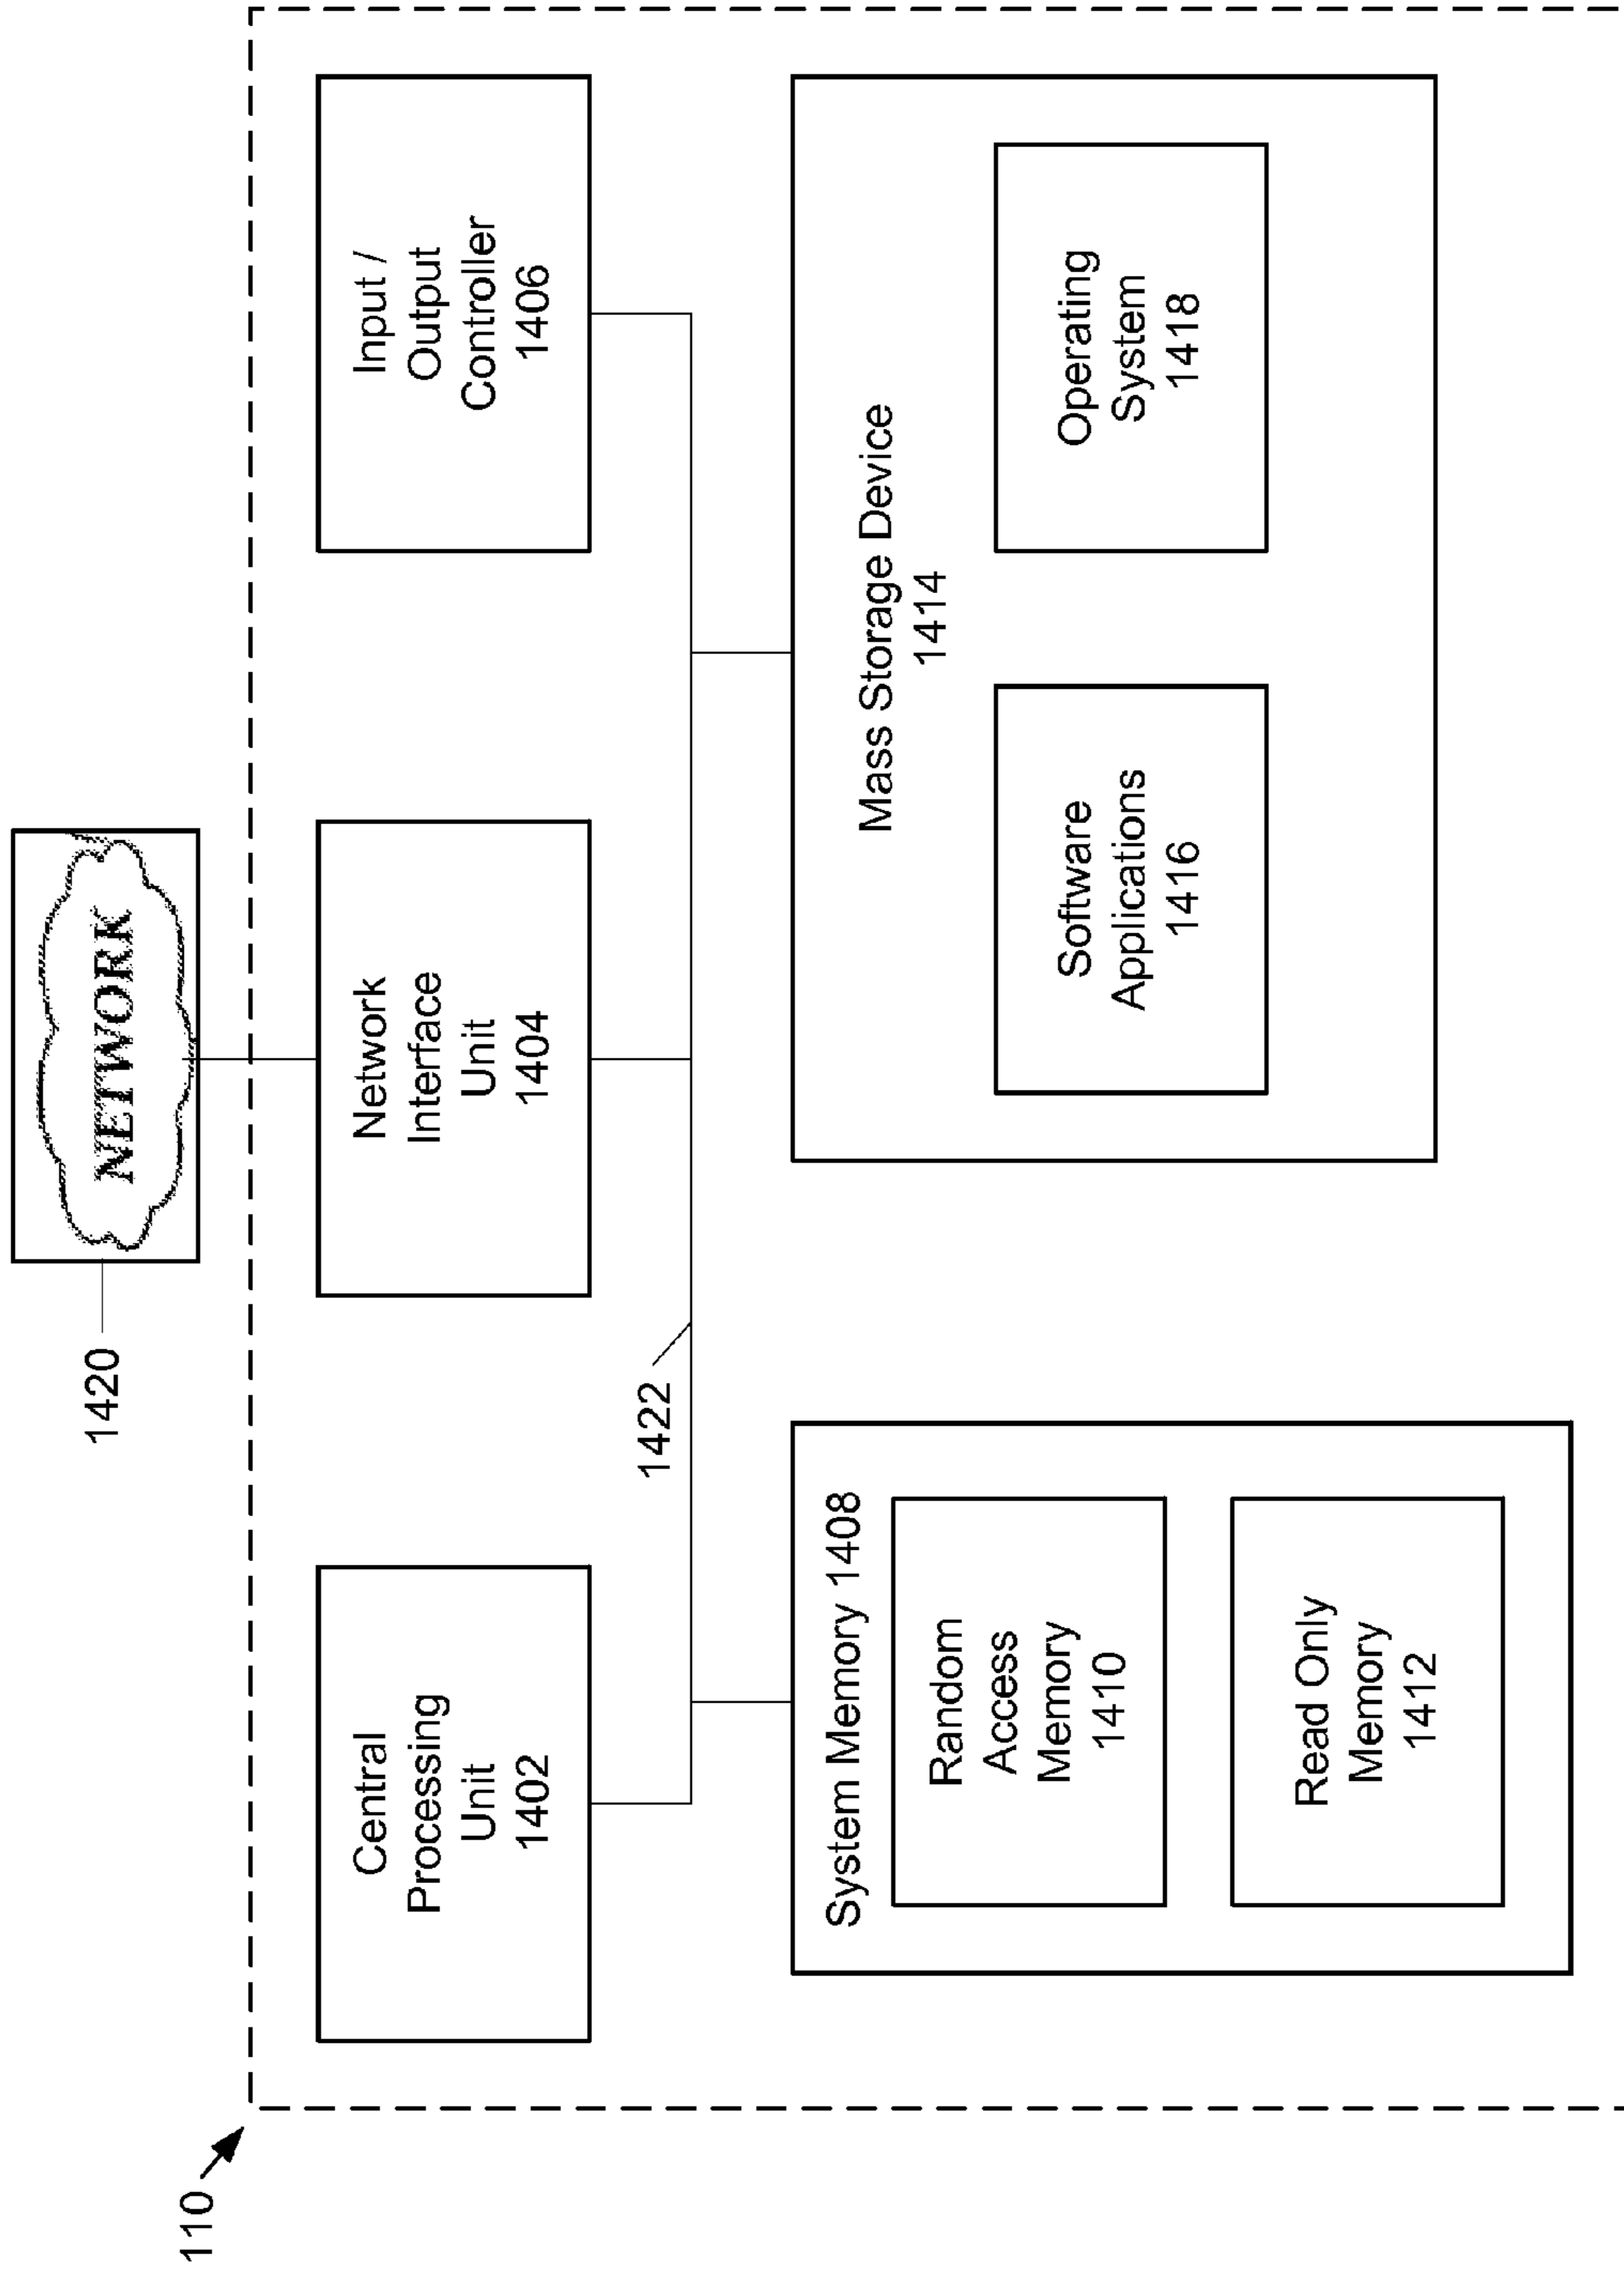 110
1420
NETWORK
Central
Processing
Unit
1402
Network
Interface
Unit
1404
Input /
Output
Controller
1406
1422
System Memory 1408
Random
Access
Memory
1410
Read Only
Memory
1412
Mass Storage Device
1414
Software
Applications
1416
Operating
System
1418